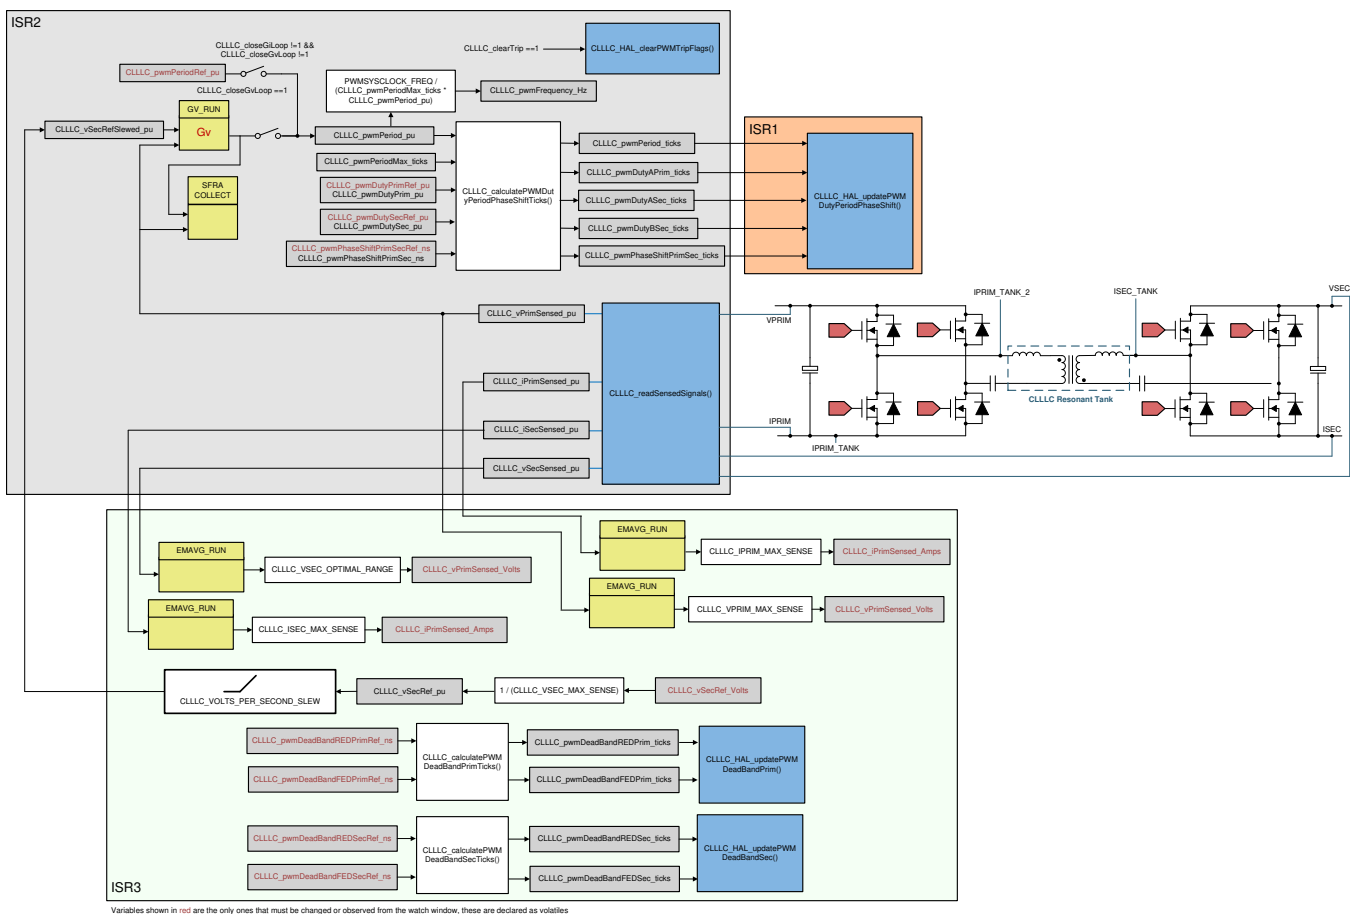 ISR2
CLLLC_closeGiLoop !=1 &&
CLLLC_closeGvLoop !=1
CLLLC_pwmPeriodRef_pu
CLLLC_closeGvLoop ==1
CLLLC_clearTrip ==1
CLLLC_HAL_clearPWMTripFlags()
PWMSYSCLOCK_FREQ /
(CLLLC_pwmPeriodMax_ticks *
CLLLC_pwmPeriod_pu)
CLLLC_pwmFrequency_Hz
GV_RUN
Gv
CLLLC_vSecRefSlewed_pu
CLLLC_pwmPeriod_pu
CLLLC_pwmPeriodMax_ticks
SFRA
COLLECT
CLLLC_pwmDutyPrimRef_pu
CLLLC_pwmDutyPrim_pu
CLLLC_pwmDutySecRef_pu
CLLLC_pwmDutySec_pu
CLLLC_pwmPhaseShiftPrimSecRef_ns
CLLLC_pwmPhaseShiftPrimSec_ns
CLLLC_calculatePWMDut
yPeriodPhaseShiftTicks()
CLLLC_pwmPeriod_ticks
CLLLC_pwmDutyAPrim_ticks
CLLLC_pwmDutyASec_ticks
CLLLC_pwmDutyBSec_ticks
CLLLC_pwmPhaseShiftPrimSec_ticks
ISR1
CLLLC_HAL_updatePWM
DutyPeriodPhaseShift()
CLLLC_vPrimSensed_pu
CLLLC_iPrimSensed_pu
CLLLC_iSecSensed_pu
CLLLC_vSecSensed_pu
CLLLC_readSensedSignals()
VPRIM
IPRIM
IPRIM_TANK
IPRIM_TANK_2
ISEC_TANK
VSEC
CLLLC Resonant Tank
ISEC
EMAVG_RUN
CLLLC_IPRIM_MAX_SENSE
CLLLC_iPrimSensed_Amps
EMAVG_RUN
CLLLC_VSEC_OPTIMAL_RANGE
CLLLC_vPrimSensed_Volts
EMAVG_RUN
CLLLC_VPRIM_MAX_SENSE
CLLLC_vPrimSensed_Volts
EMAVG_RUN
CLLLC_ISEC_MAX_SENSE
CLLLC_iPrimSensed_Amps
CLLLC_VOLTS_PER_SECOND_SLEW
CLLLC_vSecRef_pu
1 / (CLLLC_VSEC_MAX_SENSE)
CLLLC_vSecRef_Volts
CLLLC_pwmDeadBandREDPrimRef_ns
CLLLC_pwmDeadBandFEDPrimRef_ns
CLLLC_calculatePWM
DeadBandPrimTicks()
CLLLC_pwmDeadBandREDPrim_ticks
CLLLC_pwmDeadBandFEDPrim_ticks
CLLLC_HAL_updatePWM
DeadBandPrim()
CLLLC_pwmDeadBandREDSecRef_ns
CLLLC_pwmDeadBandFEDSecRef_ns
CLLLC_calculatePWM
DeadBandSecTicks()
CLLLC_pwmDeadBandREDSec_ticks
CLLLC_pwmDeadBandFEDSec_ticks
CLLLC_HAL_updatePWM
DeadBandSec()
ISR3
Variables shown in red are the only ones that must be changed or observed from the watch window, these are declared as volatiles